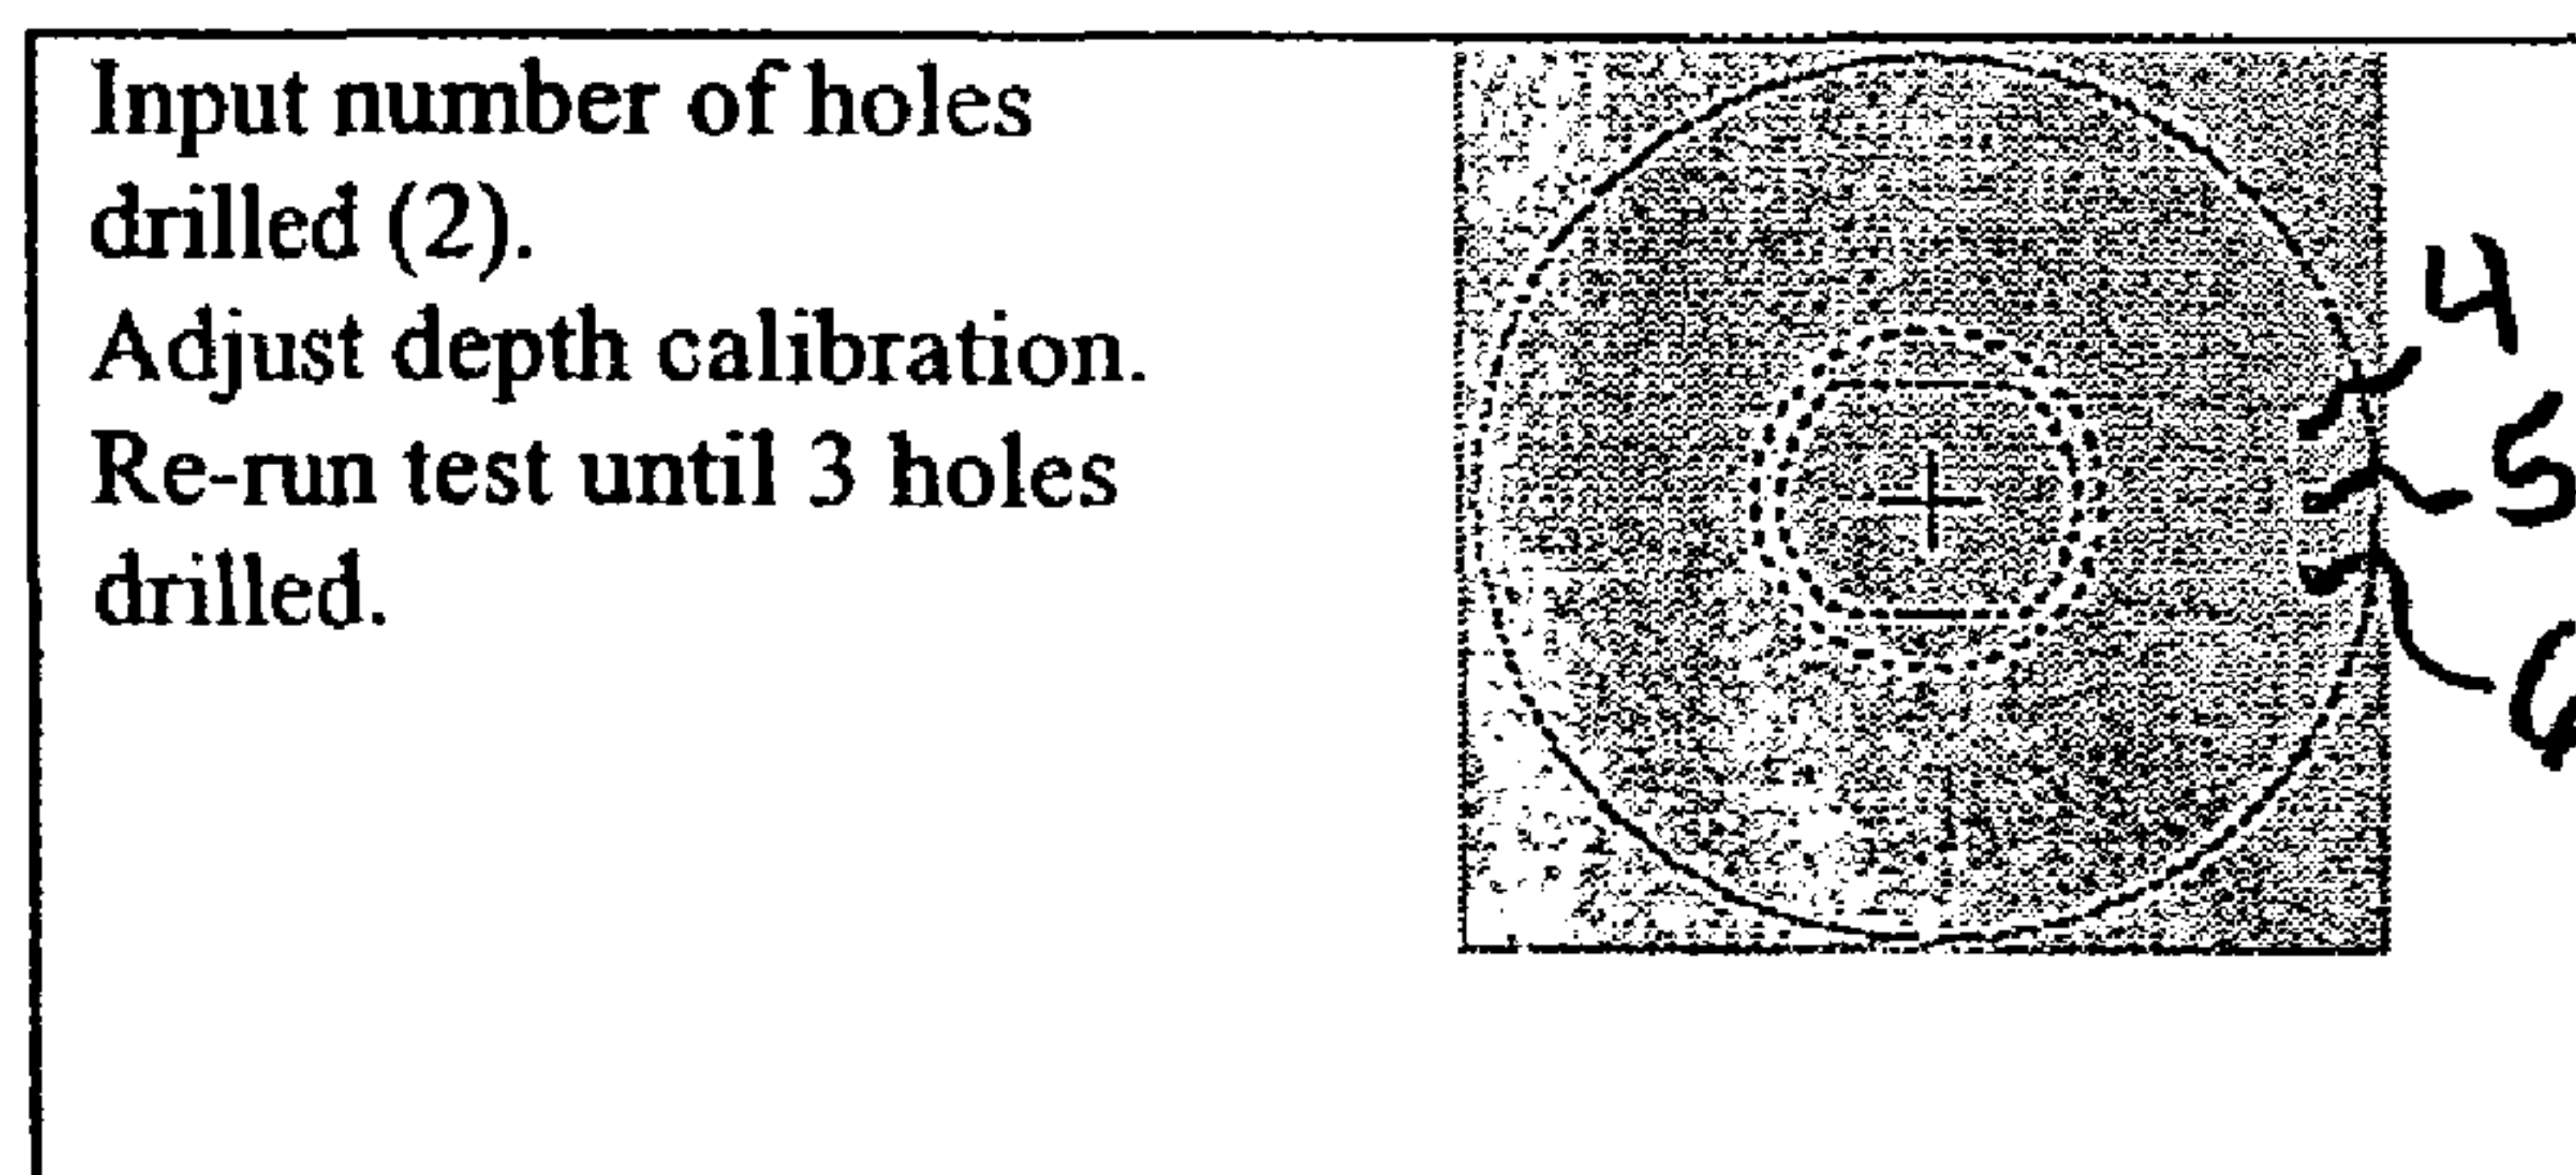 Input number of holes
drilled (2).
Adjust depth calibration.
Re-run test until 3 holes
drilled.
4
5
6